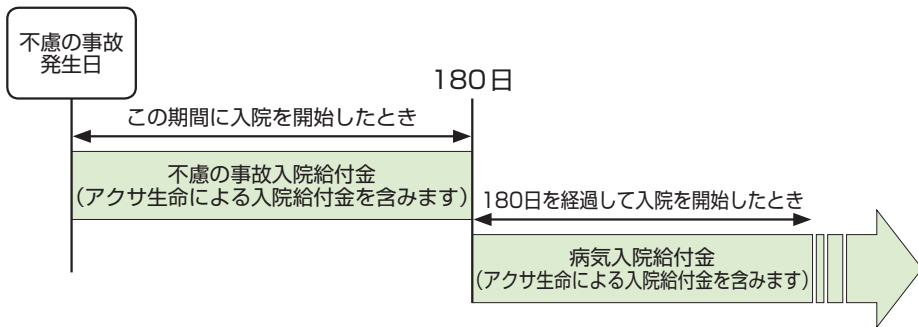 不慮の事故
発生日
180日
この期間に入院を開始したとき
不慮の事故入院給付金
(アクサ生命による入院給付金を含みます)
180日を経過して入院を開始したとき
病気入院給付金
(アクサ生命による入院給付金を含みます)